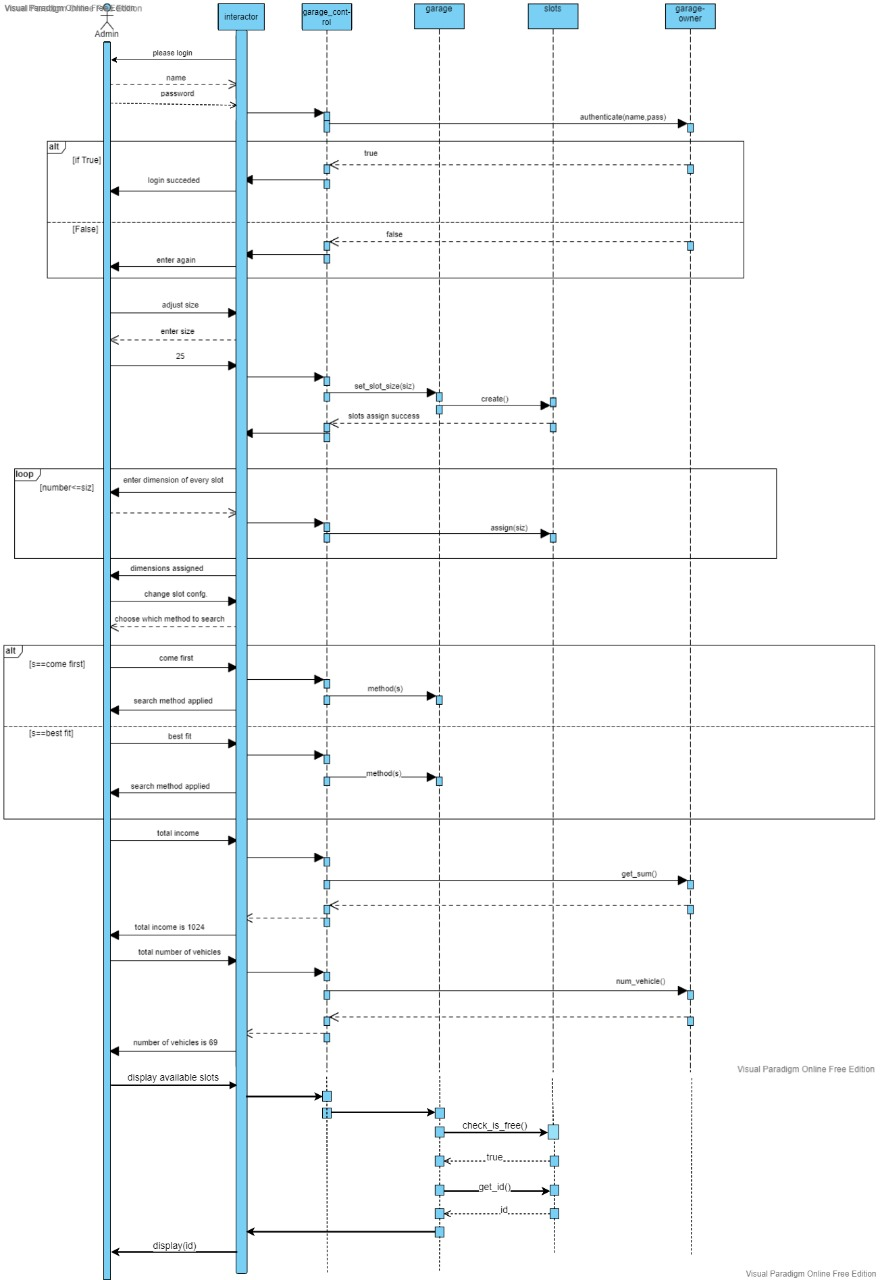 Visual Paradigm Online Free Edition
Admin
interactor
garage_cont-
rol
garage
slots
garage-
owner
please login
name
password
authenticate(name,pass)
alt
[if True]
true
login succeded
[False]
false
enter again
adjust size
enter size
25
set_slot_size(siz)
create()
slots assign success
loop
[number<=siz]
enter dimension of every slot
assign(siz)
dimensions assigned
change slot confg.
choose which method to search
alt
[s==come first]
come first
method(s)
search method applied
[s==best fit]
best fit
method(s)
search method applied
total income
get_sum()
total income is 1024
total number of vehicles
num_vehicle()
number of vehicles is 69
Visual Paradigm Online Free Edition
display available slots
check_is_free()
true
get_id()
id
display(id)
Visual Paradigm Online Free Edition